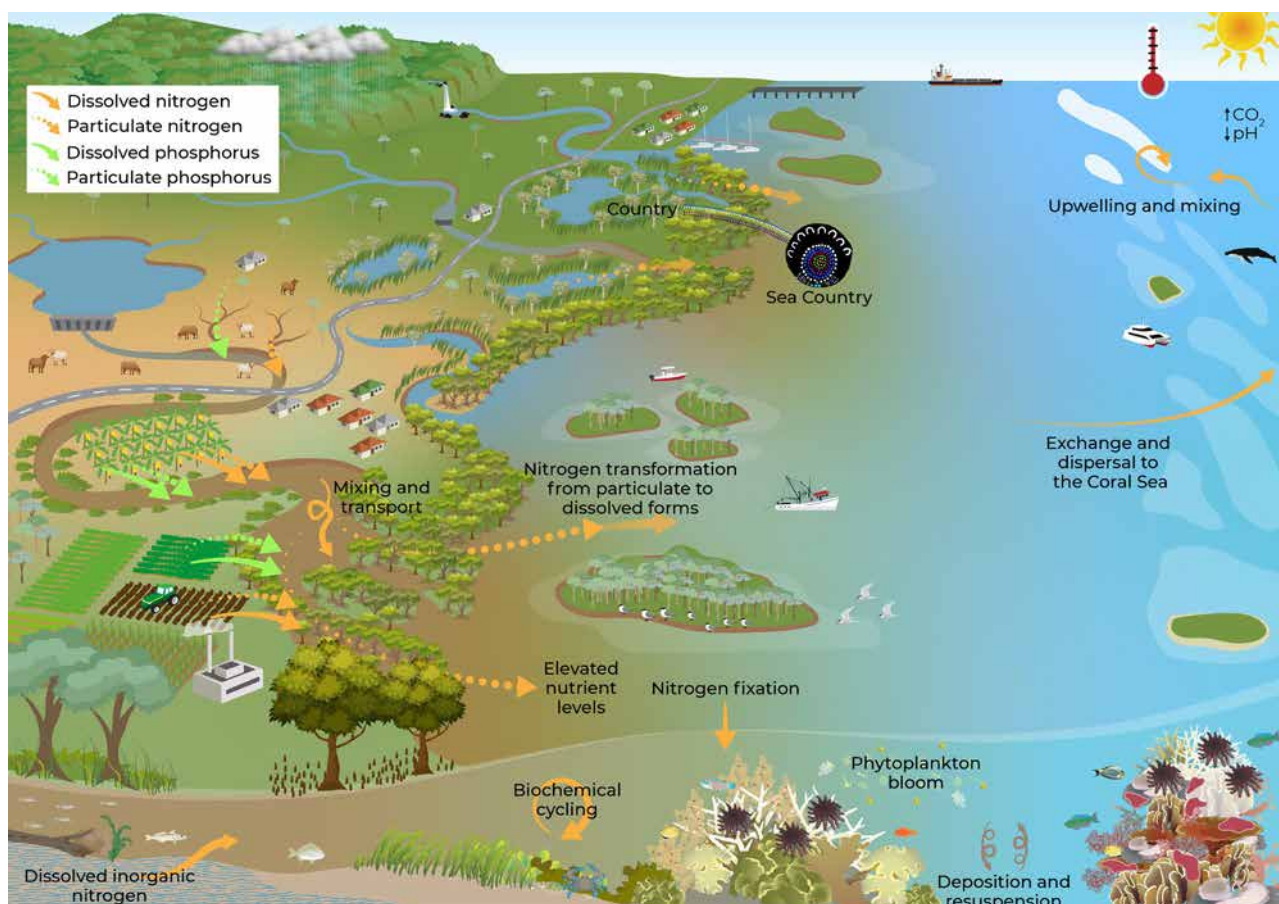 Dissolved nitrogen
Particulate nitrogen
Dissolved phosphorus
Particulate phosphorus
↑CO₂
↓pH
Upwelling and mixing
Country
Sea Country
Exchange and
dispersal to
the Coral Sea
Mixing and
transport
Nitrogen transformation
from particulate to
dissolved forms
Elevated
nutrient
levels
Nitrogen fixation
Phytoplankton
bloom
Biochemical
cycling
Dissolved inorganic
nitrogen
Deposition and
resuspension